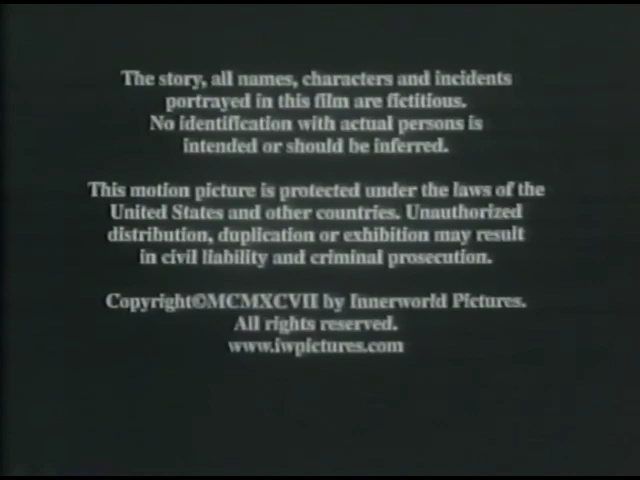 The story, all names, characters and incidents
portrayed in this film are fictitious.
No identification with actual persons is
intended or should be inferred.
This motion picture is protected under the laws of the
United States and other countries. Unauthorized
distribution, duplication or exhibition may result
in civil liability and criminal prosecution.
Copyright©MCMXCVII by Innerworld Pictures.
All rights reserved.
www.iwpictures.com